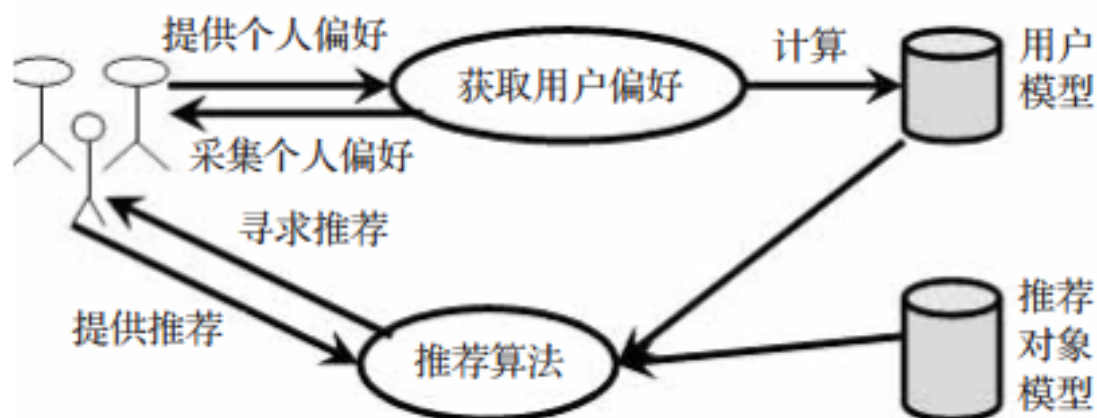 提供个人偏好
获取用户偏好
计算
用户
模型
采集个人偏好
寻求推荐
提供推荐
推荐算法
推荐
对象
模型